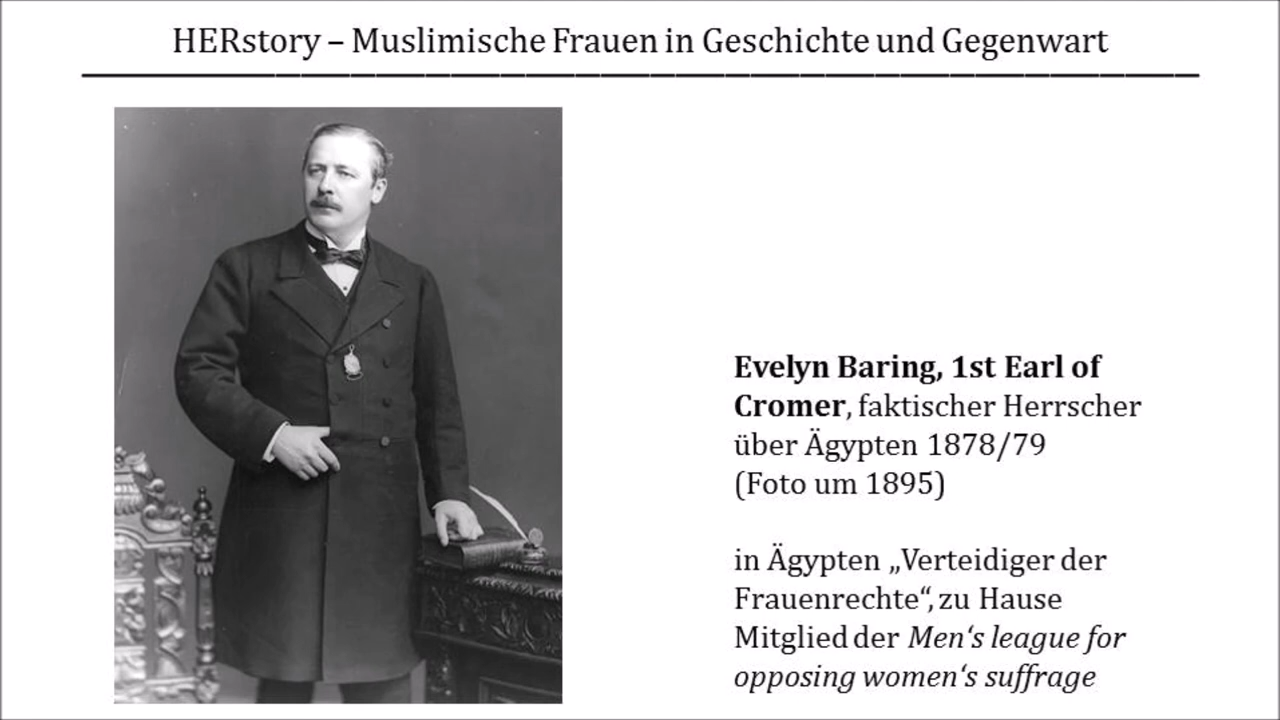 HERstory – Muslimische Frauen in Geschichte und Gegenwart
Evelyn Baring, 1st Earl of
Cromer, faktischer Herrscher
über Ägypten 1878/79
(Foto um 1895)
in Ägypten „Verteidiger der
Frauenrechte“, zu Hause
Mitglied der Men‘s league for
opposing women‘s suffrage